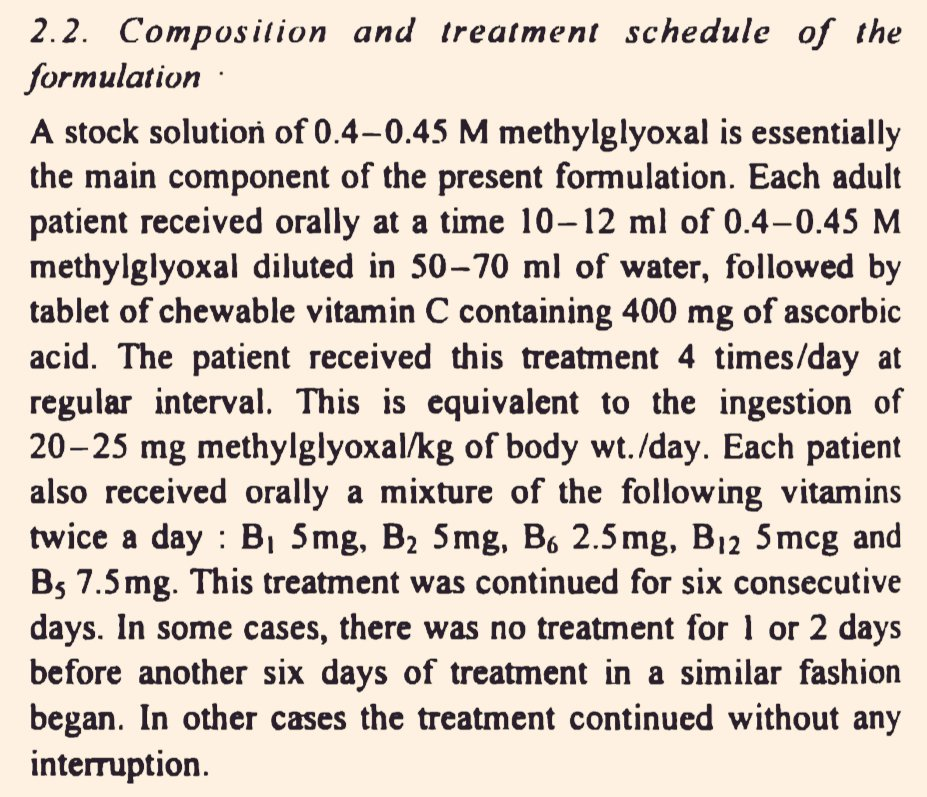 2.2. Composition and treatment schedule of the
formulation
A stock solution of 0.4–0.45 M methylglyoxal is essentially
the main component of the present formulation. Each adult
patient received orally at a time 10–12 ml of 0.4–0.45 M
methylglyoxal diluted in 50–70 ml of water, followed by
tablet of chewable vitamin C containing 400 mg of ascorbic
acid. The patient received this treatment 4 times/day at
regular interval. This is equivalent to the ingestion of
20–25 mg methylglyoxal/kg of body wt./day. Each patient
also received orally a mixture of the following vitamins
twice a day : B₁ 5mg, B₂ 5mg, B₆ 2.5mg, B₁₂ 5mcg and
B₅ 7.5mg. This treatment was continued for six consecutive
days. In some cases, there was no treatment for 1 or 2 days
before another six days of treatment in a similar fashion
began. In other cases the treatment continued without any
interruption.